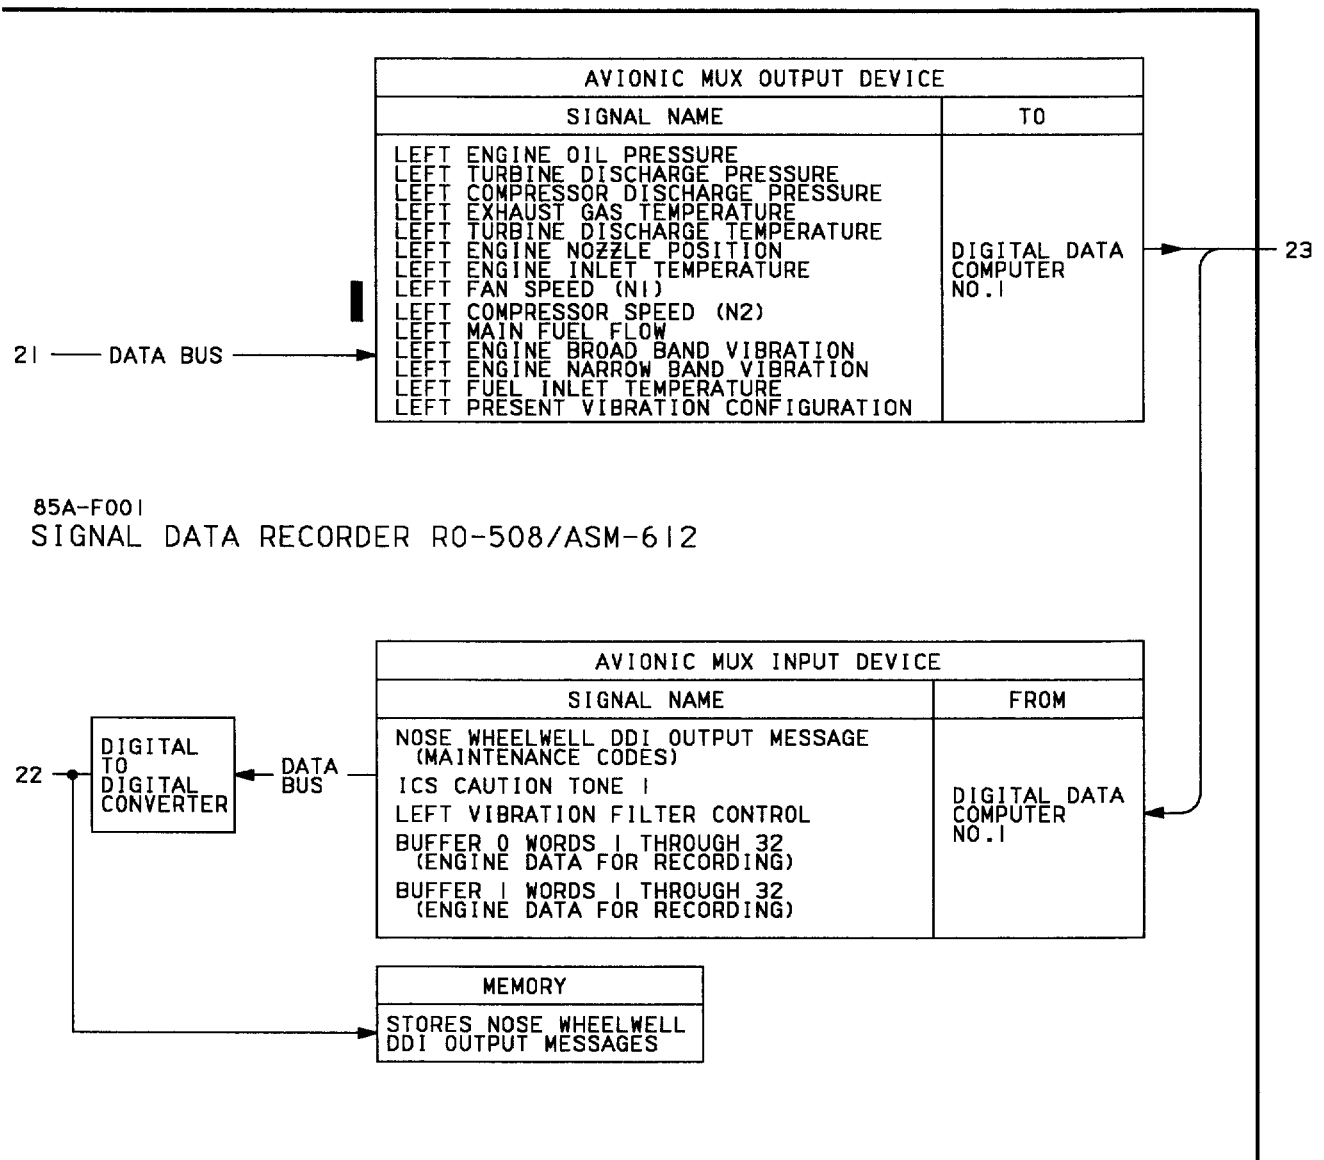 AVIONIC MUX OUTPUT DEVICE
SIGNAL NAME
TO
LEFT ENGINE OIL PRESSURE
LEFT TURBINE DISCHARGE PRESSURE
LEFT COMPRESSOR DISCHARGE PRESSURE
LEFT EXHAUST GAS TEMPERATURE
LEFT TURBINE DISCHARGE TEMPERATURE
LEFT ENGINE NOZZLE POSITION
LEFT ENGINE INLET TEMPERATURE
LEFT FAN SPEED (N1)
LEFT COMPRESSOR SPEED (N2)
LEFT MAIN FUEL FLOW
LEFT ENGINE BROAD BAND VIBRATION
LEFT ENGINE NARROW BAND VIBRATION
LEFT FUEL INLET TEMPERATURE
LEFT PRESENT VIBRATION CONFIGURATION
DIGITAL DATA
COMPUTER
NO.1
23
21
DATA BUS
85A-F001
SIGNAL DATA RECORDER RO-508/ASM-612
AVIONIC MUX INPUT DEVICE
SIGNAL NAME
FROM
NOSE WHEELWELL DDI OUTPUT MESSAGE
(MAINTENANCE CODES)
ICS CAUTION TONE 1
LEFT VIBRATION FILTER CONTROL
BUFFER 0 WORDS 1 THROUGH 32
(ENGINE DATA FOR RECORDING)
BUFFER 1 WORDS 1 THROUGH 32
(ENGINE DATA FOR RECORDING)
DIGITAL DATA
COMPUTER
NO.1
22
DIGITAL
TO
DIGITAL
CONVERTER
DATA
BUS
MEMORY
STORES NOSE WHEELWELL
DDI OUTPUT MESSAGES